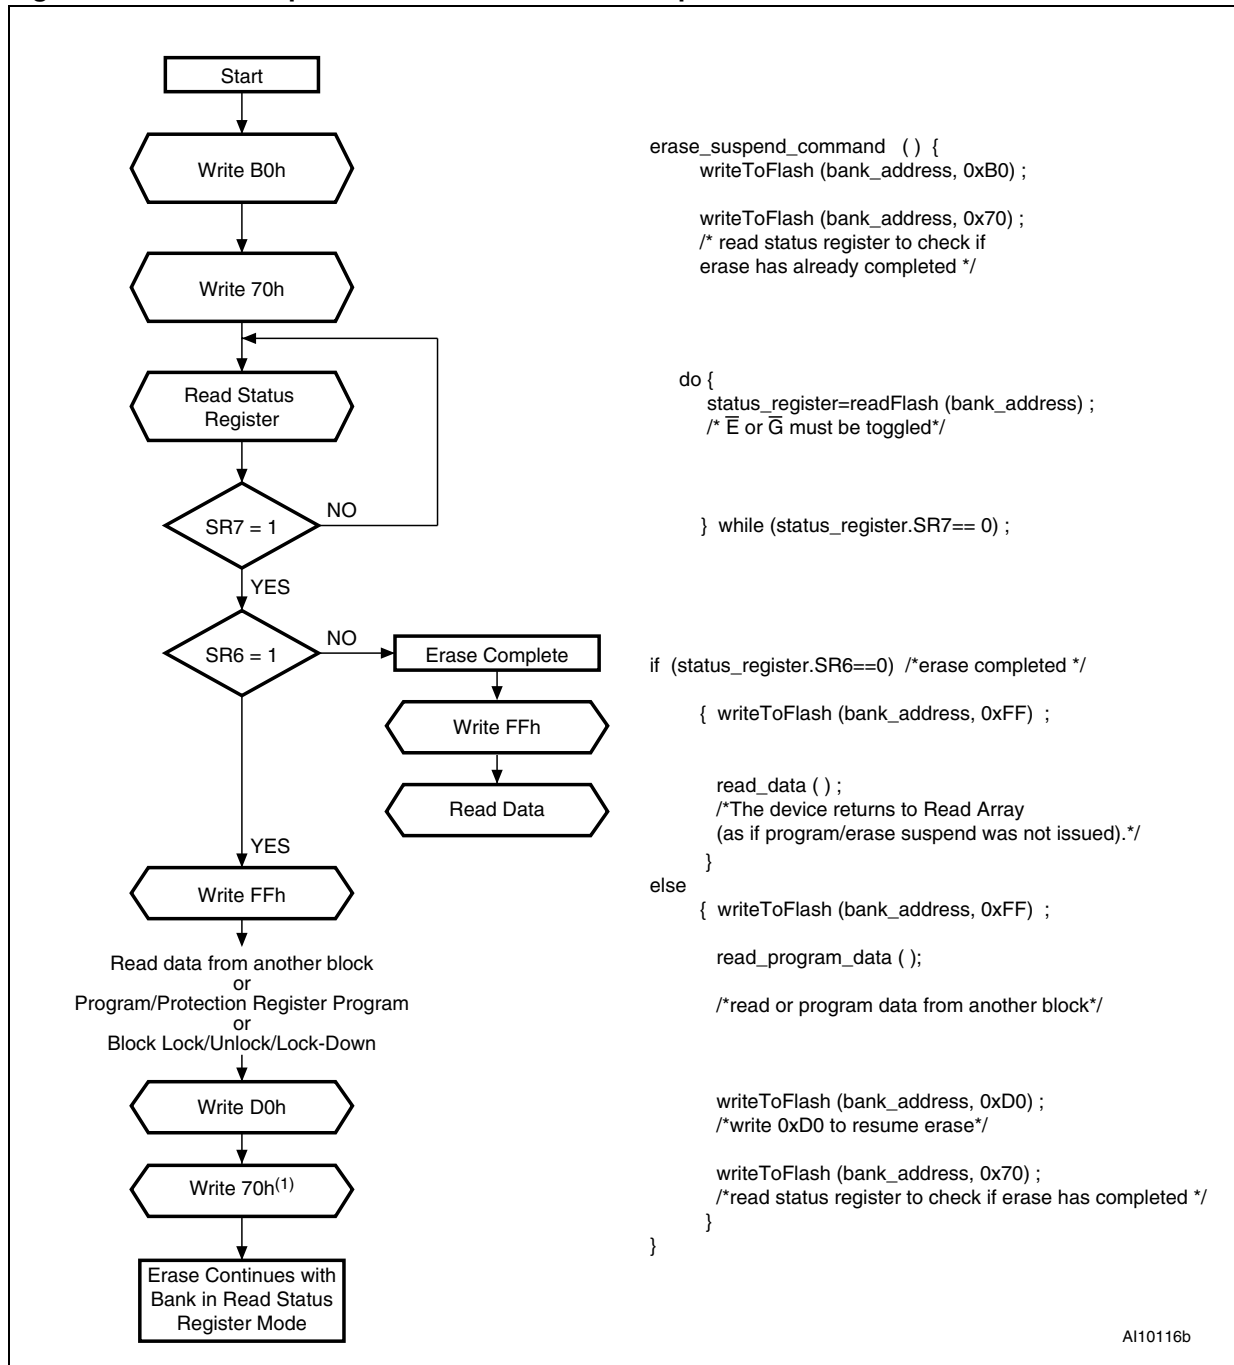 Start
Write B0h
Write 70h
Read Status
Register
SR7 = 1
NO
YES
SR6 = 1
NO
Erase Complete
Write FFh
Read Data
YES
Write FFh
Read data from another block
or
Program/Protection Register Program
or
Block Lock/Unlock/Lock-Down
Write D0h
Write 70h(1)
Erase Continues with
Bank in Read Status
Register Mode
erase_suspend_command ( ) {
writeToFlash (bank_address, 0xB0) ;
writeToFlash (bank_address, 0x70) ;
/* read status register to check if
erase has already completed */
do {
status_register=readFlash (bank_address) ;
/* E̅ or G̅ must be toggled*/
} while (status_register.SR7== 0) ;
if (status_register.SR6==0) /*erase completed */
{ writeToFlash (bank_address, 0xFF) ;
read_data ( ) ;
/*The device returns to Read Array
(as if program/erase suspend was not issued).*/
}
else
{ writeToFlash (bank_address, 0xFF) ;
read_program_data ( );
/*read or program data from another block*/
writeToFlash (bank_address, 0xD0) ;
/*write 0xD0 to resume erase*/
writeToFlash (bank_address, 0x70) ;
/*read status register to check if erase has completed */
}
}
AI10116b